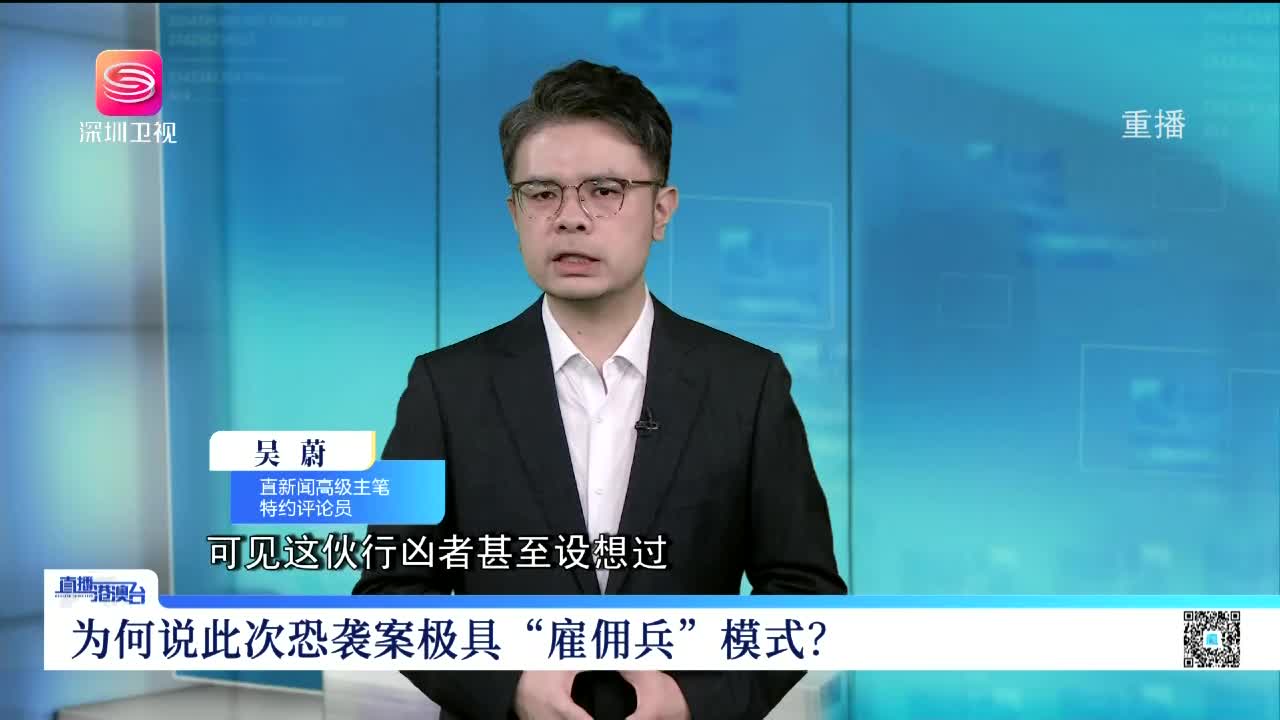 深圳卫视
重播
吴蔚
直新闻高级主笔
特约评论员
可见这伙行凶者甚至设想过
直播港澳台
为何说此次恐袭案极具“雇佣兵”模式?